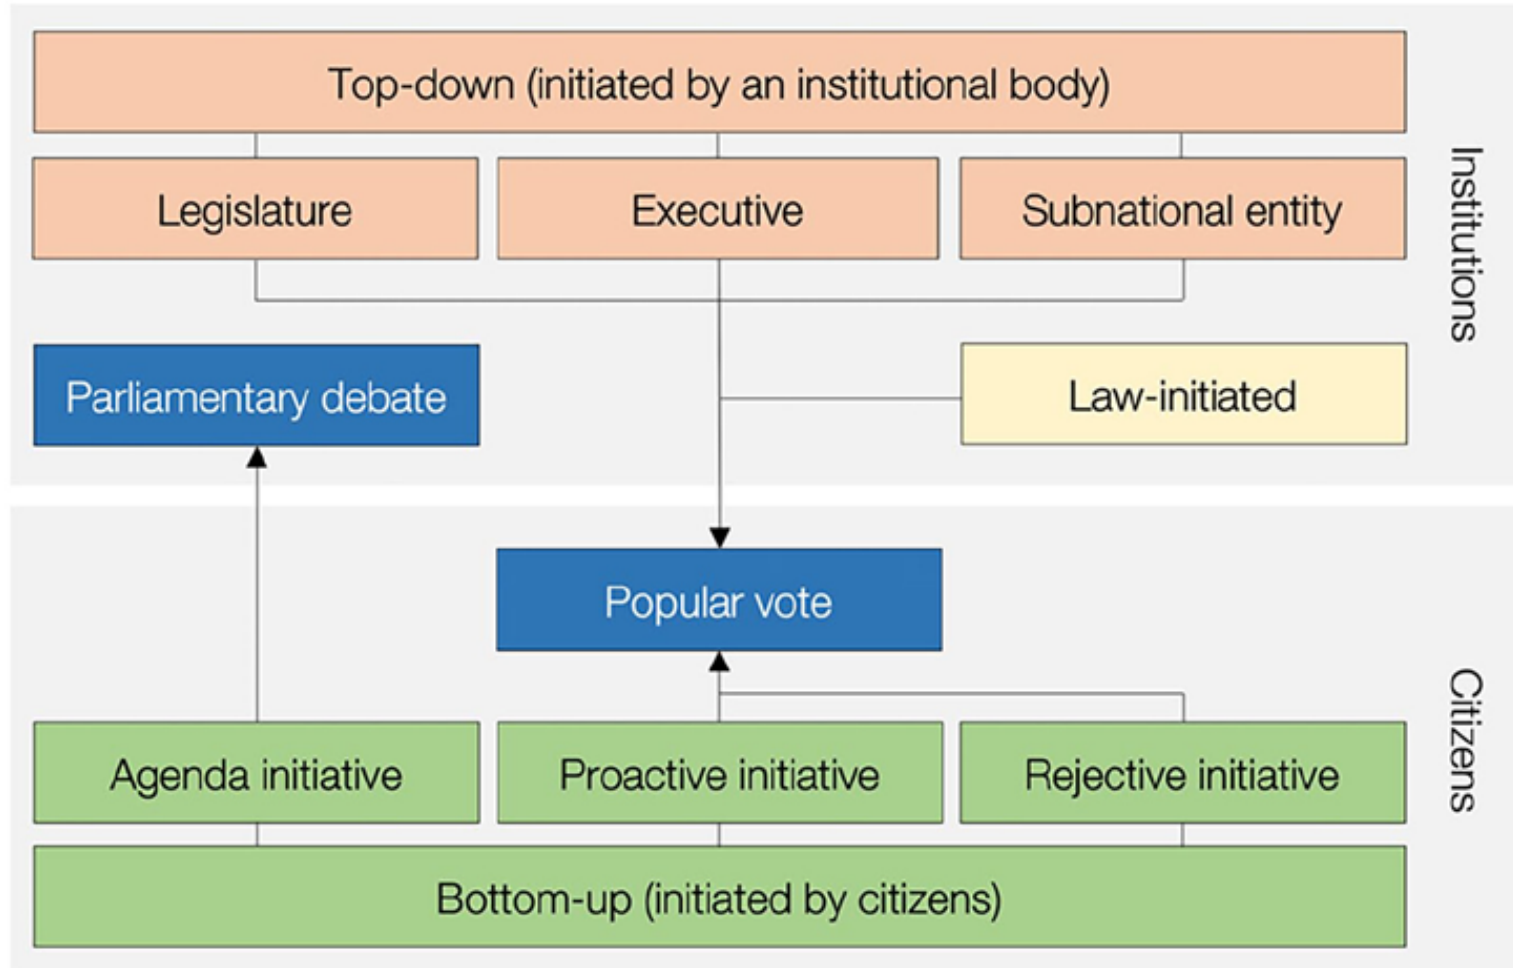 Top-down (initiated by an institutional body)
Legislature
Executive
Subnational entity
Institutions
Parliamentary debate
Law-initiated
Popular vote
Citizens
Agenda initiative
Proactive initiative
Rejective initiative
Bottom-up (initiated by citizens)